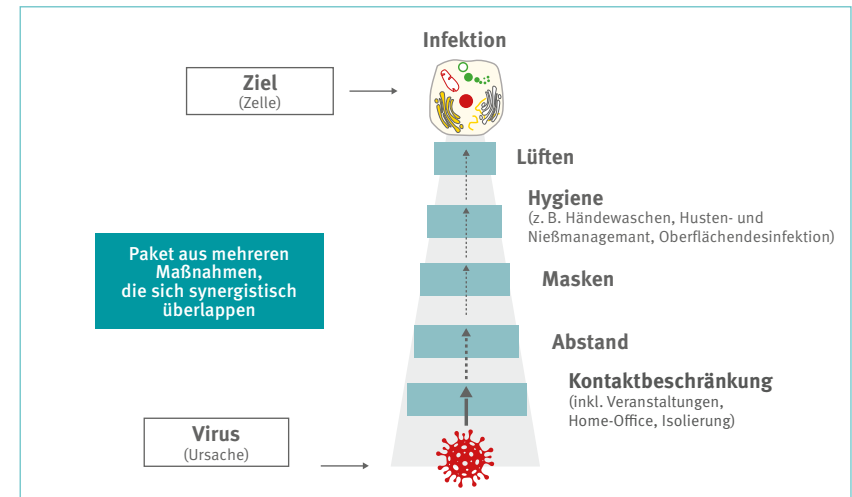 Infektion
Ziel
(Zelle)
Lüften
Hygiene
(z. B. Händewaschen, Husten- und
Nießmanagemant, Oberflächendesinfektion)
Paket aus mehreren
Maßnahmen,
die sich synergistisch
überlappen
Masken
Abstand
Kontaktbeschränkung
(inkl. Veranstaltungen,
Home-Office, Isolierung)
Virus
(Ursache)